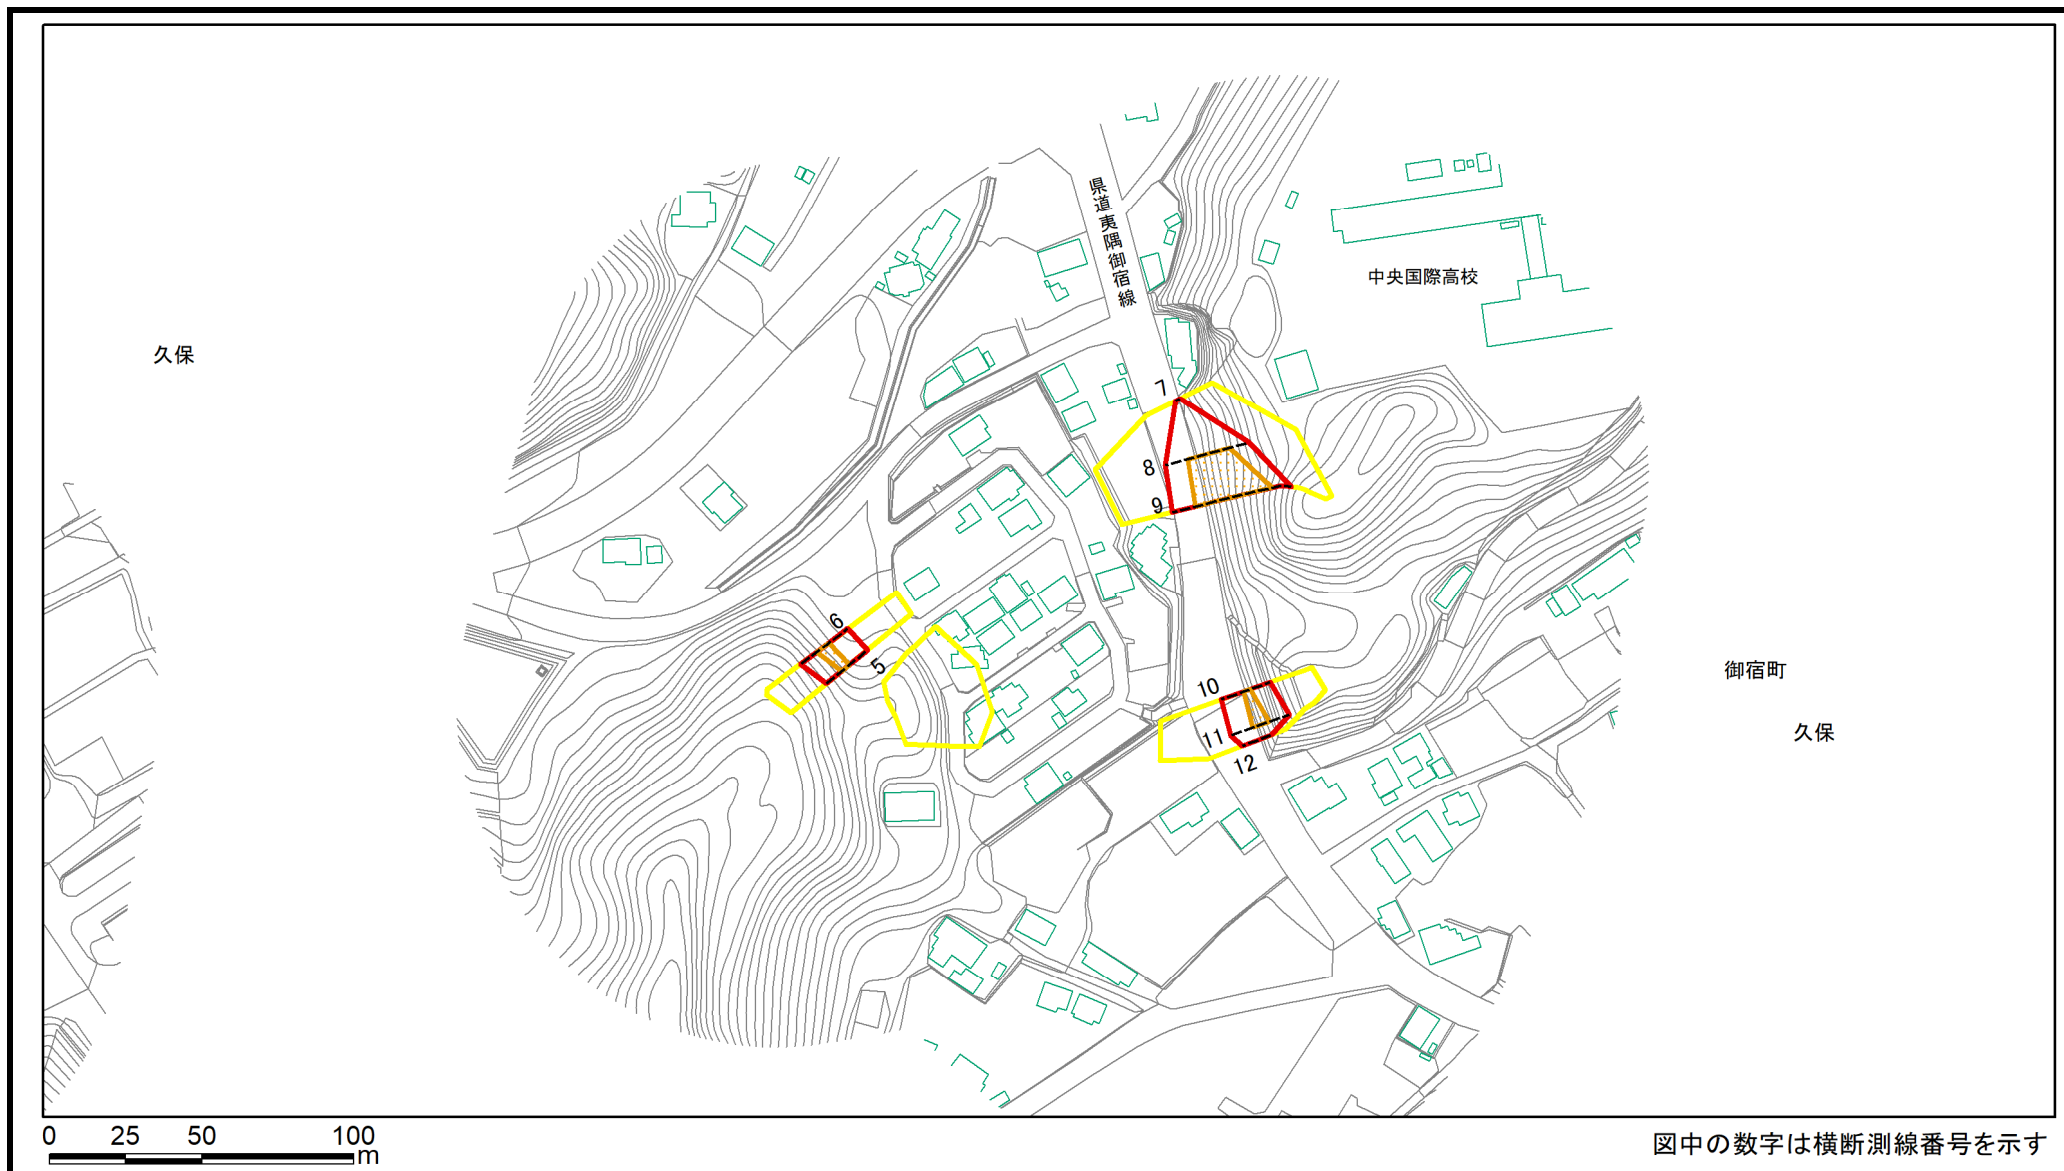 県道夷隅御宿線
中央国際高校
久保
7
8
9
6
5
御宿町
10
久保
11
12
0 25 50 100
m
図中の数字は横断測線番号を示す